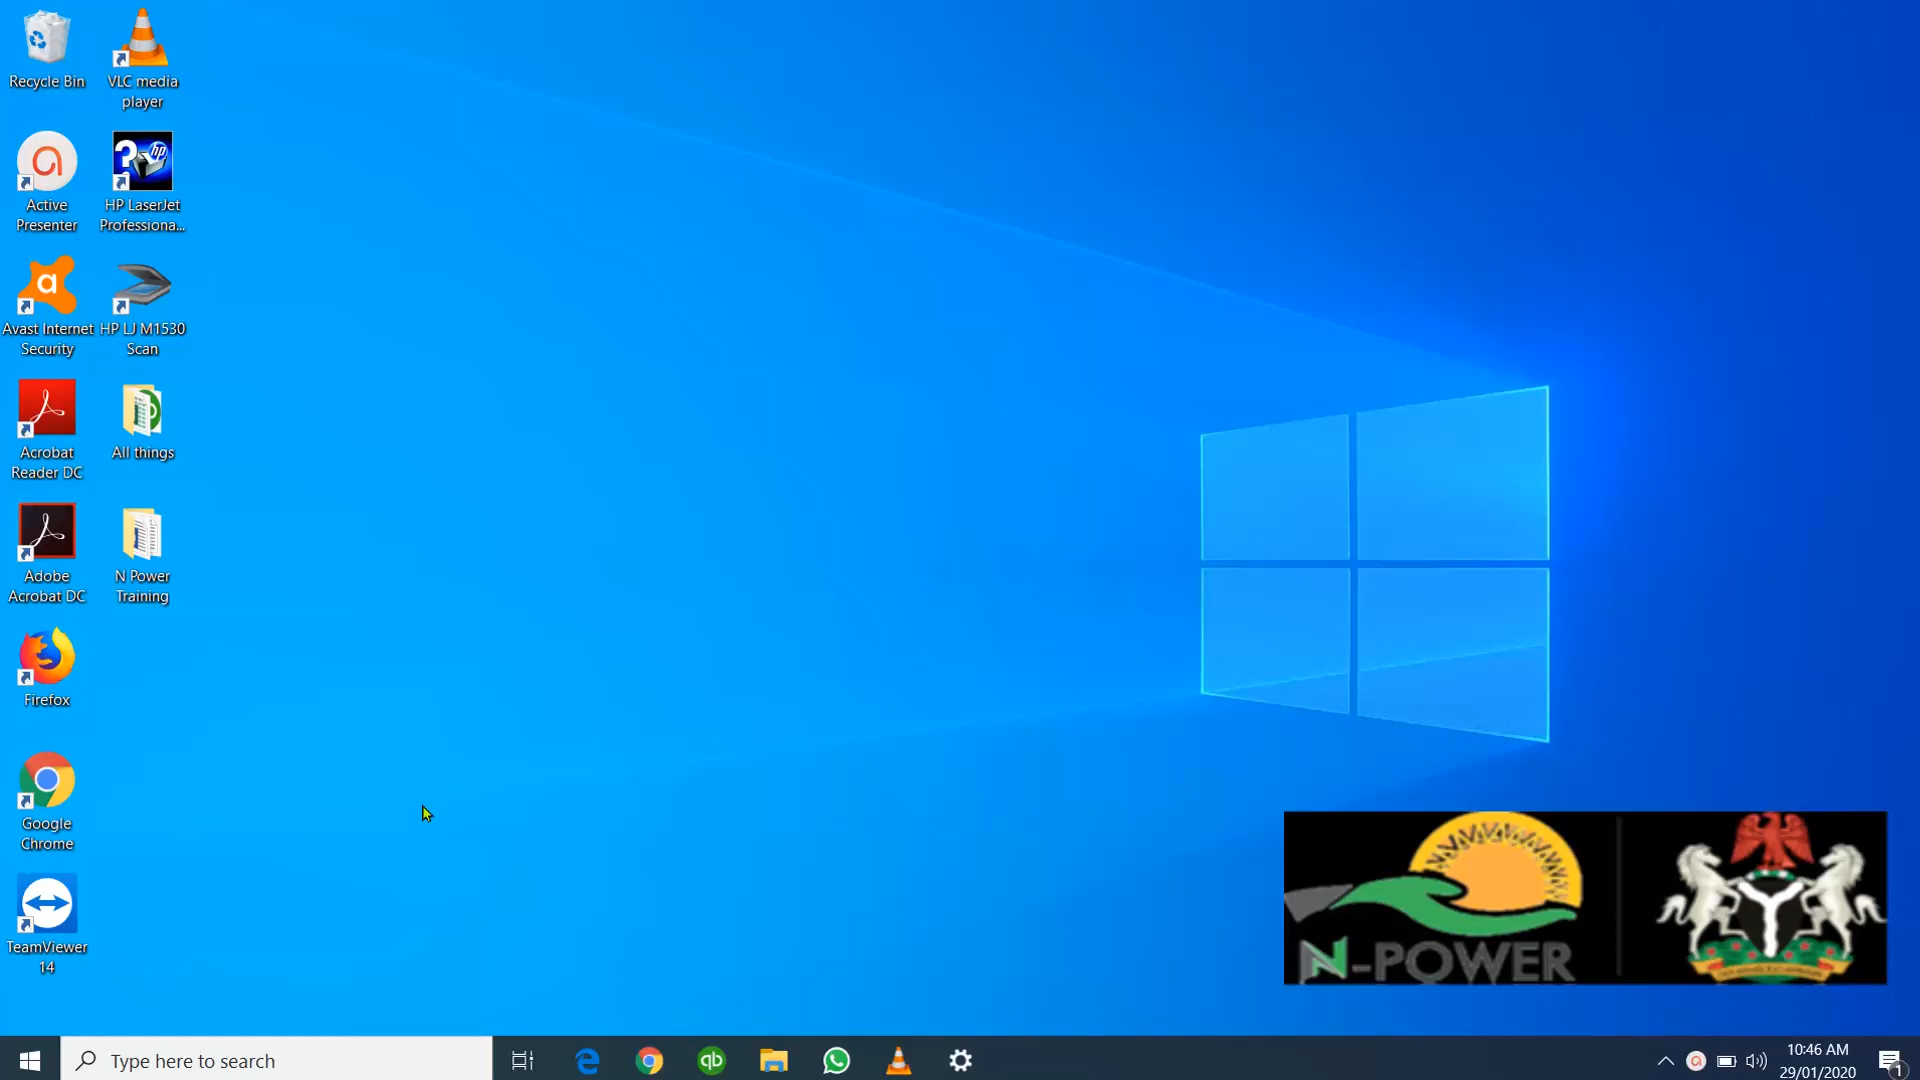 Recycle Bin
VLC media
player
Active
Presenter
HP LaserJet
Professiona...
Avast Internet
Security
HP LJ M1530
Scan
Acrobat
Reader DC
All things
Adobe
Acrobat DC
N Power
Training
Firefox
Google
Chrome
TeamViewer
14
N-POWER
Type here to search
qb
10:46 AM
29/01/2020
1